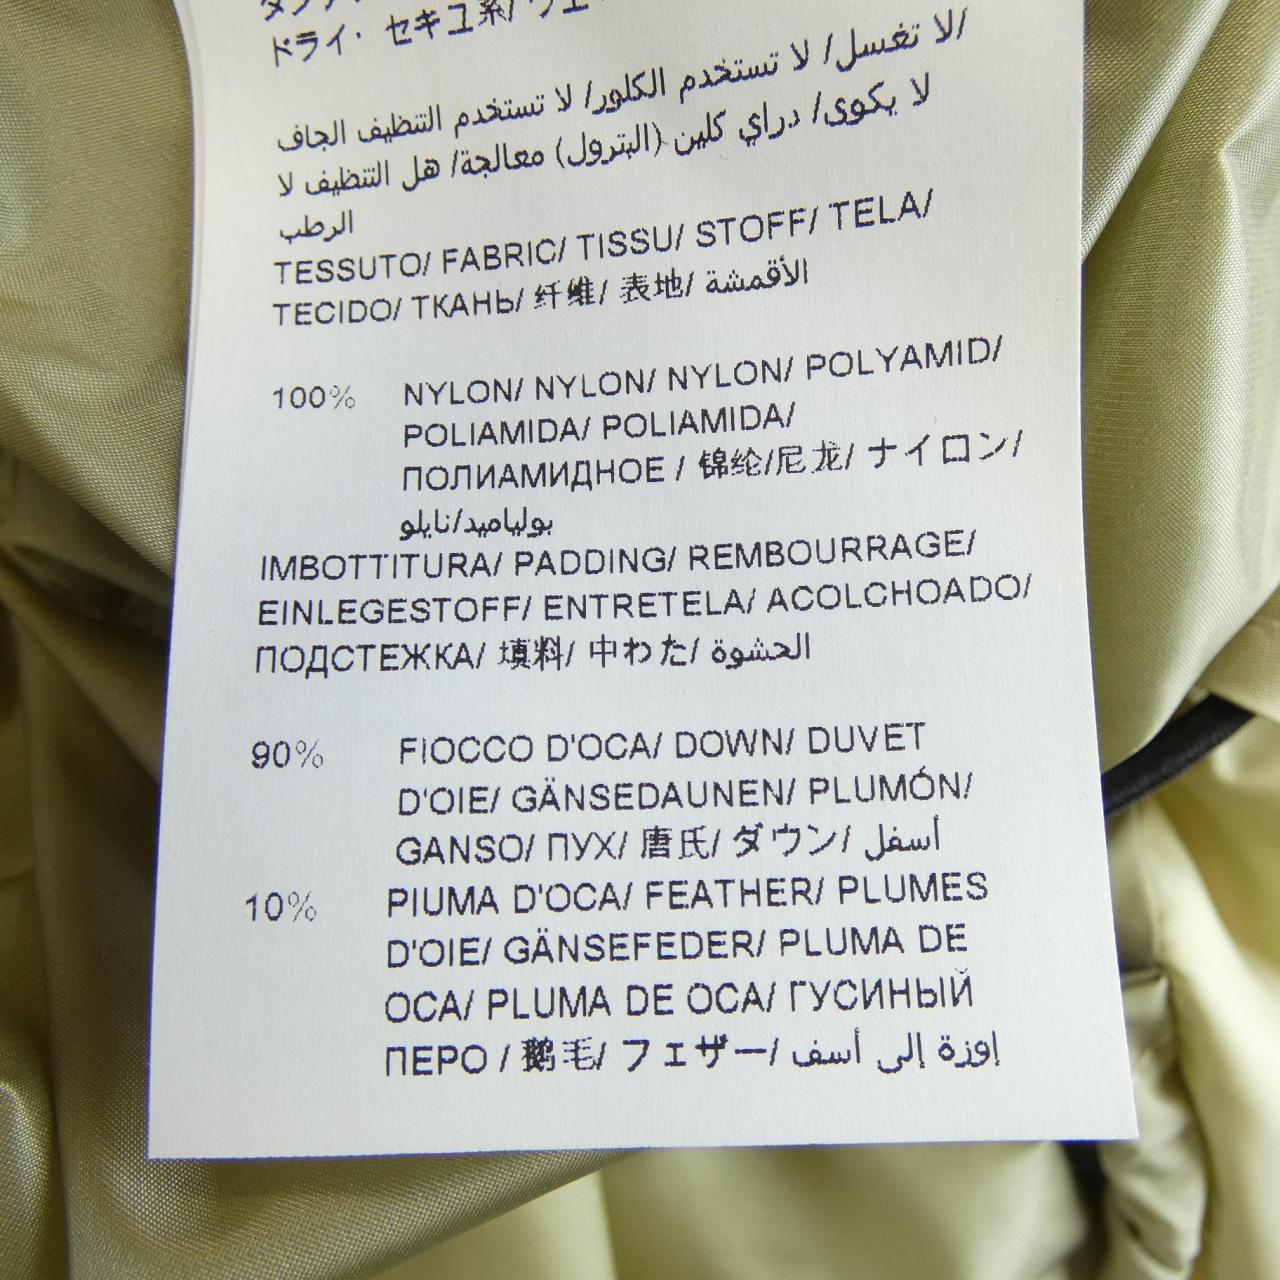 ドライ・セキユ系/ ウエ
لا تغسل/ لا تستخدم الكلور/ لا تستخدم التنظيف الجاف/
لا يكوى/ دراي كلين (البترول) معالجة/ هل التنظيف لا
الرطب
TESSUTO/ FABRIC/ TISSU/ STOFF/ TELA/
TECIDO/ ТКАНЬ/ 纤维/ 表地/ الأقمشة
100% NYLON/ NYLON/ NYLON/ POLYAMID/
POLIAMIDA/ POLIAMIDA/
ПОЛИАМИДНОЕ / 锦纶/尼龙/ ナイロン/
بولياميد/نايلو
IMBOTTITURA/ PADDING/ REMBOURRAGE/
EINLEGESTOFF/ ENTRETELA/ ACOLCHOADO/
ПОДСТЕЖКА/ 填料/ 中わた/ الحشوة
90% FIOCCO D'OCA/ DOWN/ DUVET
D'OIE/ GÄNSEDAUNEN/ PLUMÓN/
GANSO/ ПУХ/ 唐氏/ ダウン/ أسفل
10% PIUMA D'OCA/ FEATHER/ PLUMES
D'OIE/ GÄNSEFEDER/ PLUMA DE
OCA/ PLUMA DE OCA/ ГУСИНЫЙ
ПЕРО / 鹅毛/ フェザー/ إوزة إلى أسف